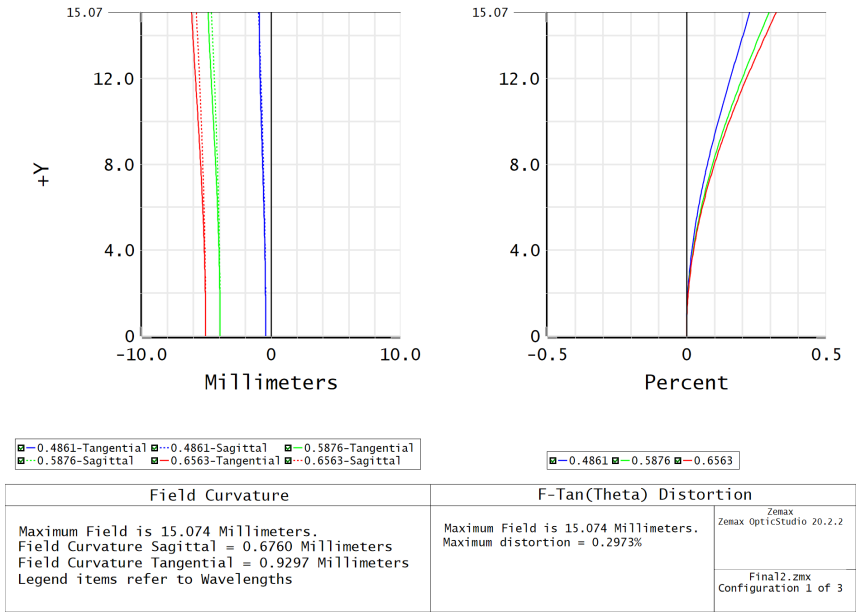 15.07
12.0
8.0
4.0
0
+Y
-10.0 0 10.0
Millimeters
15.07
12.0
8.0
4.0
0
-0.5 0 0.5
Percent
0.4861-Tangential 0.4861-Sagittal 0.5876-Tangential
0.5876-Sagittal 0.6563-Tangential 0.6563-Sagittal
0.4861 0.5876 0.6563
Field Curvature
Maximum Field is 15.074 Millimeters.
Field Curvature Sagittal = 0.6760 Millimeters
Field Curvature Tangential = 0.9297 Millimeters
Legend items refer to Wavelengths
F-Tan(Theta) Distortion
Maximum Field is 15.074 Millimeters.
Maximum distortion = 0.2973%
Zemax
Zemax OpticStudio 20.2.2
Final2.zmx
Configuration 1 of 3